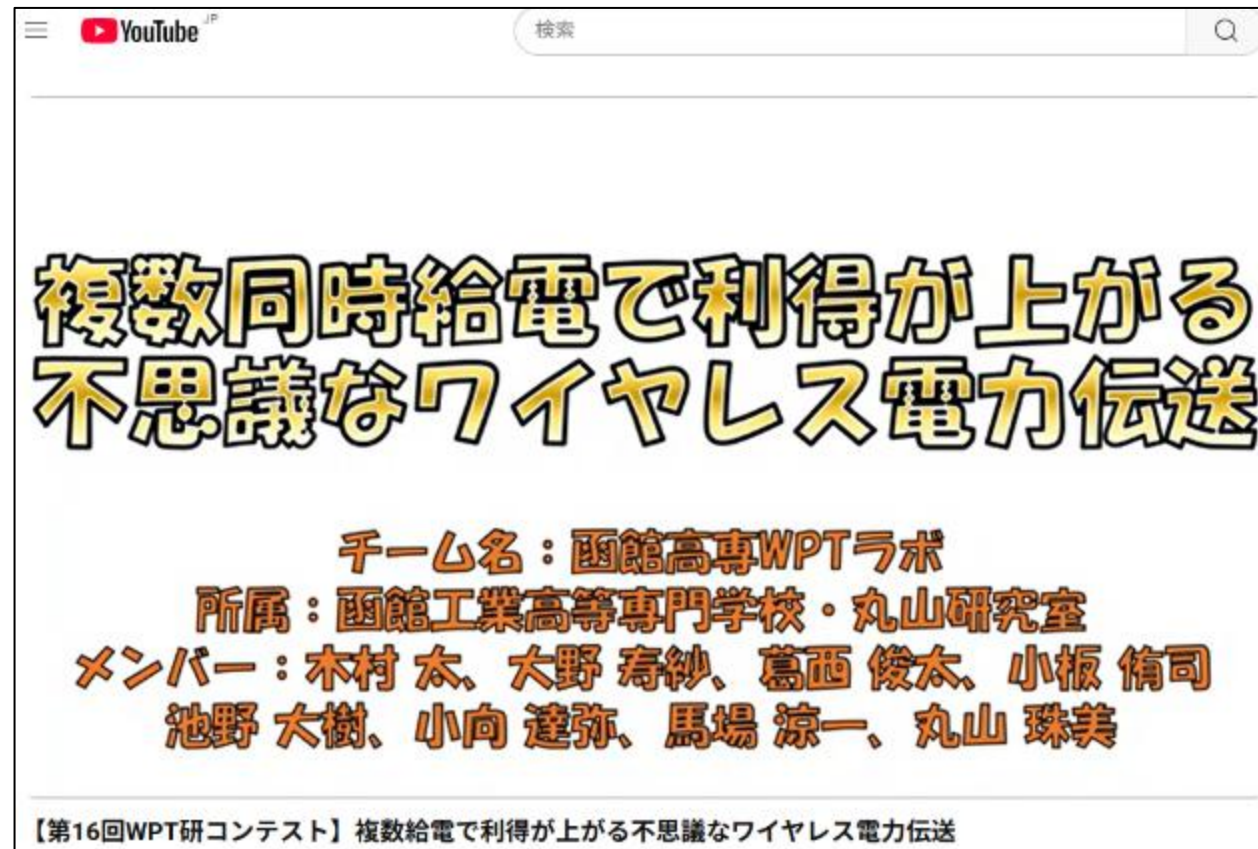 YouTube JP
検索
複数同時給電で利得が上がる
不思議なワイヤレス電力伝送
チーム名：函館高専WPTラボ
所属：函館工業高等専門学校・丸山研究室
メンバー：木村 太、大野 寿紗、葛西 俊太、小板 侑司
池野 大樹、小向 達弥、馬場 涼一、丸山 珠美
【第16回WPT研コンテスト】複数給電で利得が上がる不思議なワイヤレス電力伝送